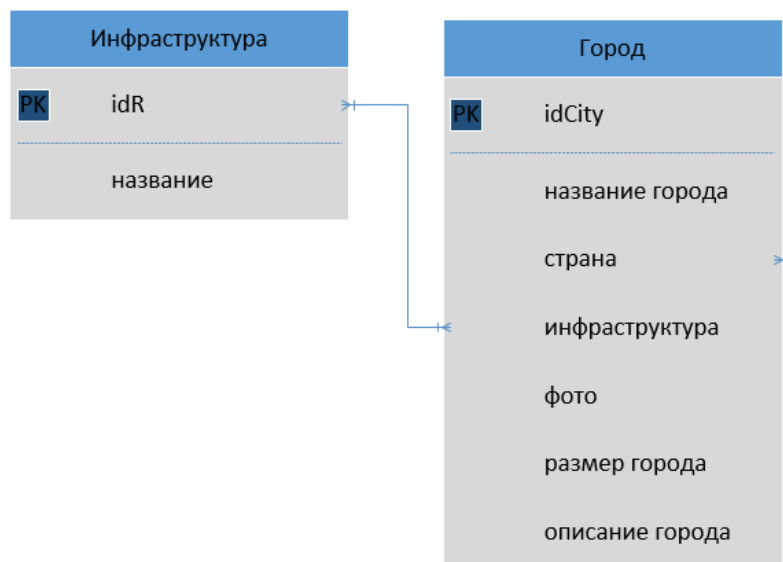 Инфраструктура
PK idR
название
Город
PK idCity
название города
страна
инфраструктура
фото
размер города
описание города